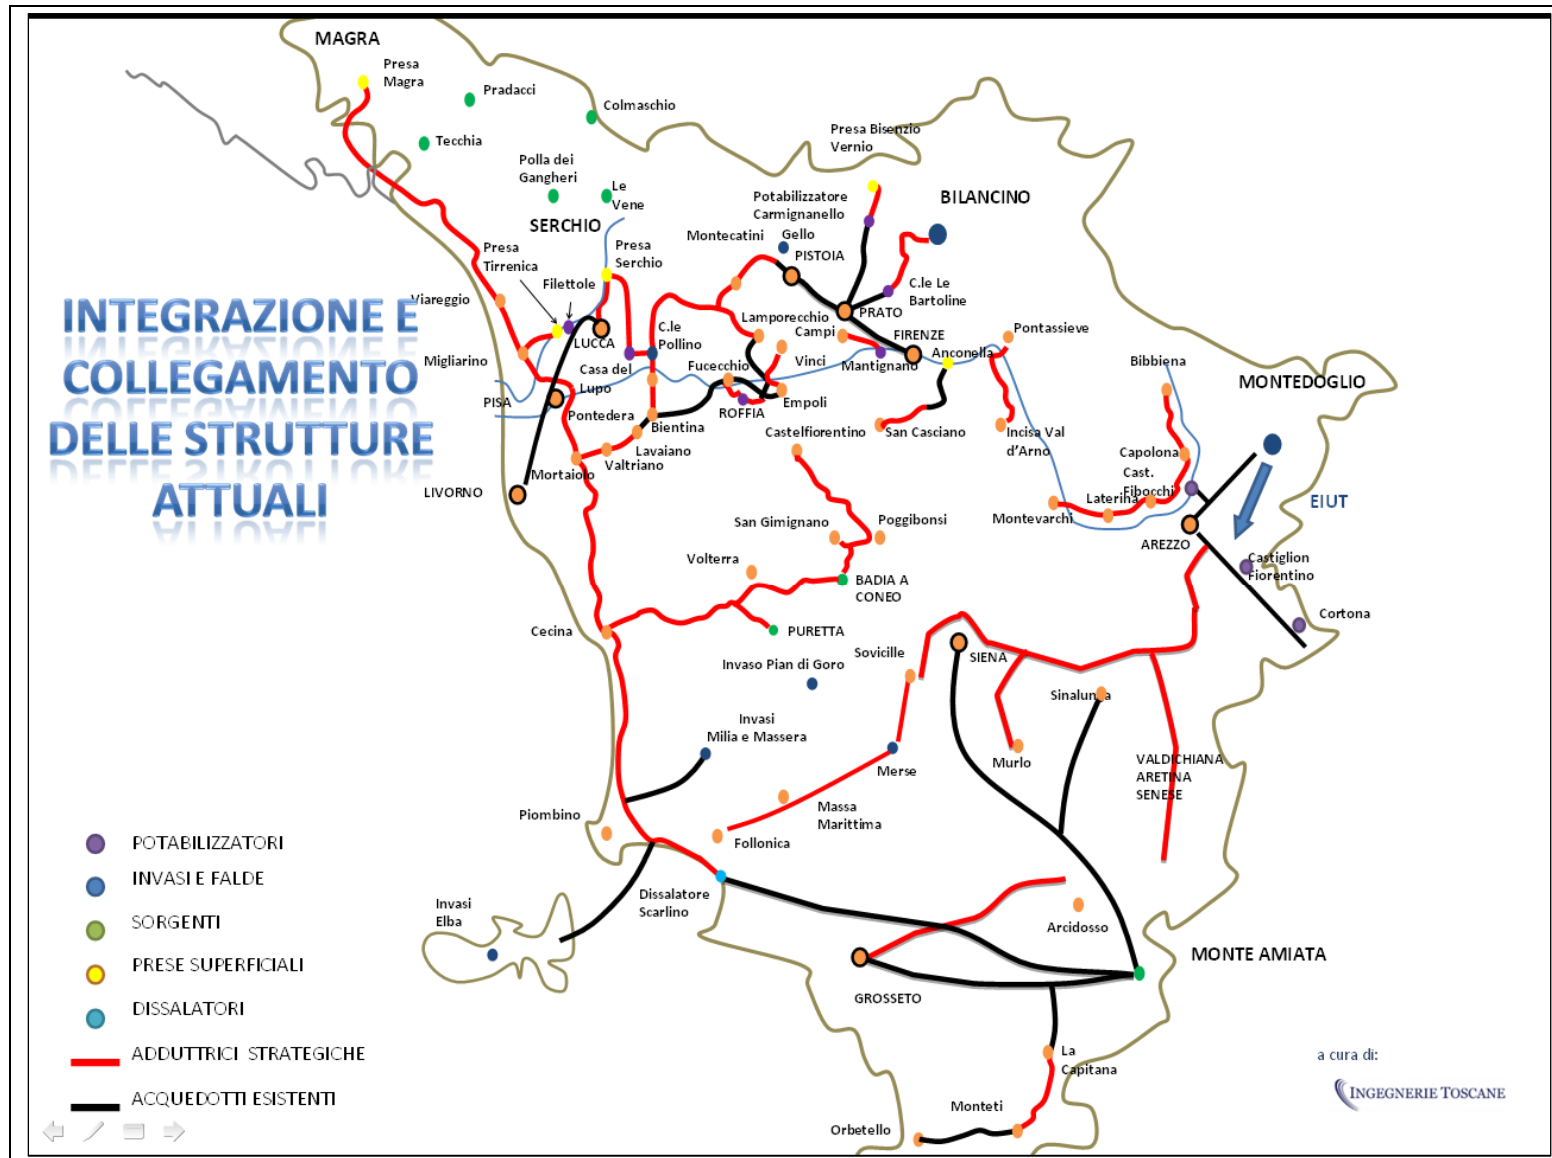 MAGRA
Presa
Magra
Pradacci
Colmaschio
Tecchia
Presa Bisenzio
Vernio
Polla dei
Gangheri
Le
Vene
Potabilizzatore
Carmignanello
BILANCINO
SERCHIO
Montecatini
Gello
PISTOIA
Presa
Tirrenica
Presa
Serchio
Filettole
C.le Le
Bartoline
Viareggio
INTEGRAZIONE E
COLLEGAMENTO
DELLE STRUTTURE
ATTUALI
Lamporecchio
PRATO
LUCCA
C.le
Pollino
Campi
FIRENZE
Pontassieve
Migliarino
Casa del
Lupo
Fucecchio
Vinci
Mantignano
Anconella
Bibbiena
MONTEDOGLIO
PISA
Pontedera
Bientina
ROFFIA
Empoli
Castelfiorentino
San Casciano
Incisa Val
d'Arno
Lavaiano
Valtriano
Mortaiolo
Capolona
Cast.
Fibocchi
LIVORNO
Laterina
Montevarchi
EIUT
San Gimignano
Poggibonsi
AREZZO
Volterra
Castiglion
Fiorentino
BADIA A
CONEO
Cecina
PURETTA
Cortona
Invaso Pian di Goro
Sovicille
SIENA
Sinalunga
Invasi
Milia e Massera
Merse
Murlo
VALDICHIANA
ARETINA
SENESE
Piombino
Massa
Marittima
Follonica
POTABILIZZATORI
INVASI E FALDE
SORGENTI
PRESE SUPERFICIALI
DISSALATORI
ADDUTTRICI STRATEGICHE
ACQUEDOTTI ESISTENTI
Invasi
Elba
Dissalatore
Scarlino
Arcidosso
MONTE AMIATA
GROSSETO
La
Capitana
Monteti
Orbetello
a cura di:
INGEGNERIE TOSCANE